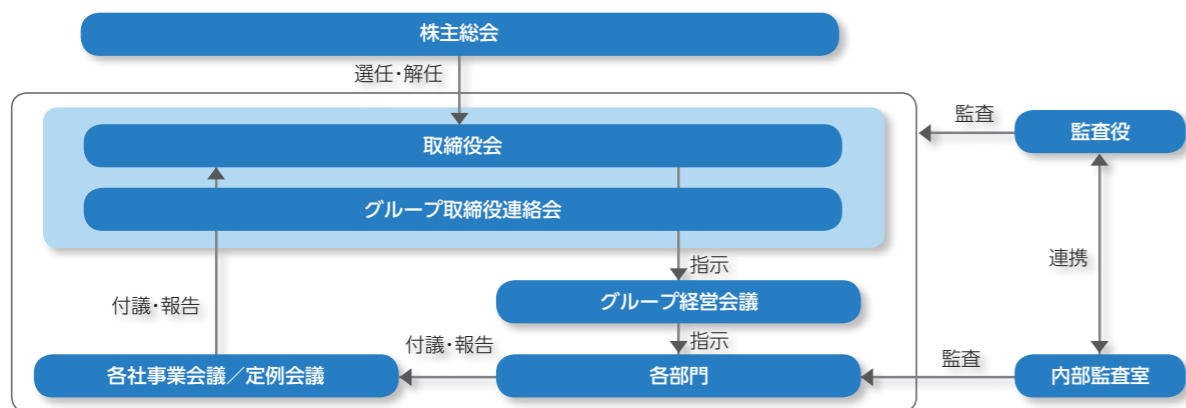 株主総会
選任・解任
取締役会
監査
監査役
グループ取締役連絡会
指示
連携
グループ経営会議
付議・報告
指示
付議・報告
監査
各社事業会議／定例会議
各部門
内部監査室